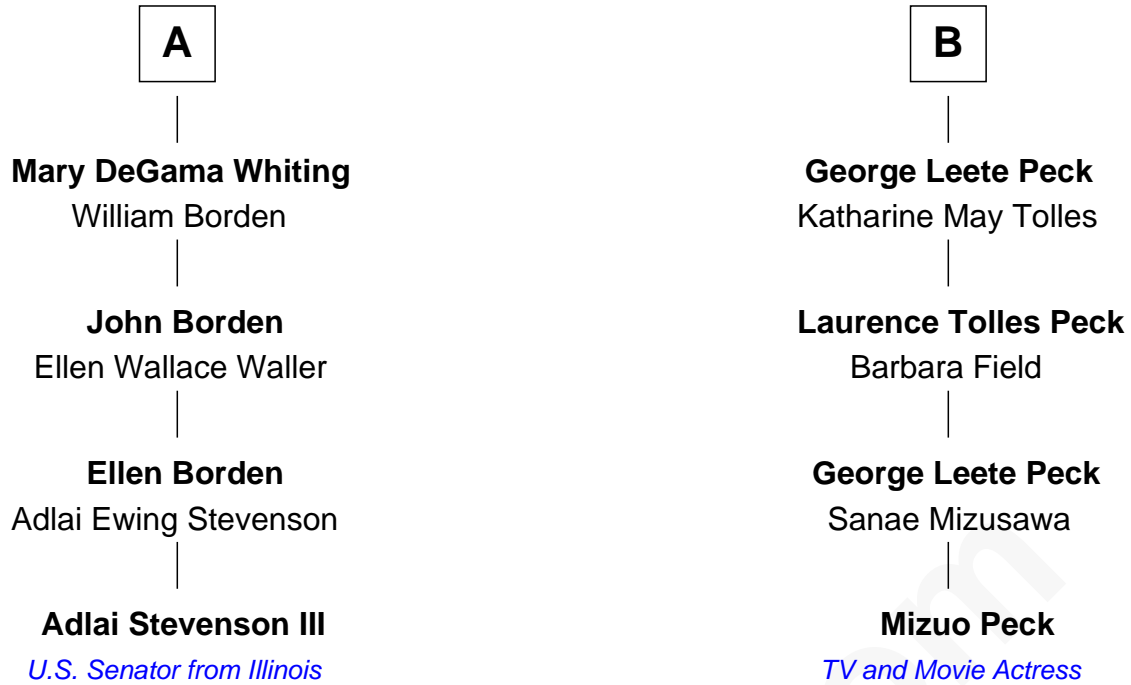 A
Mary DeGama Whiting
William Borden
John Borden
Ellen Wallace Waller
Ellen Borden
Adlai Ewing Stevenson
Adlai Stevenson III
U.S. Senator from Illinois
B
George Leete Peck
Katharine May Tolles
Laurence Tolles Peck
Barbara Field
George Leete Peck
Sanae Mizusawa
Mizuo Peck
TV and Movie Actress